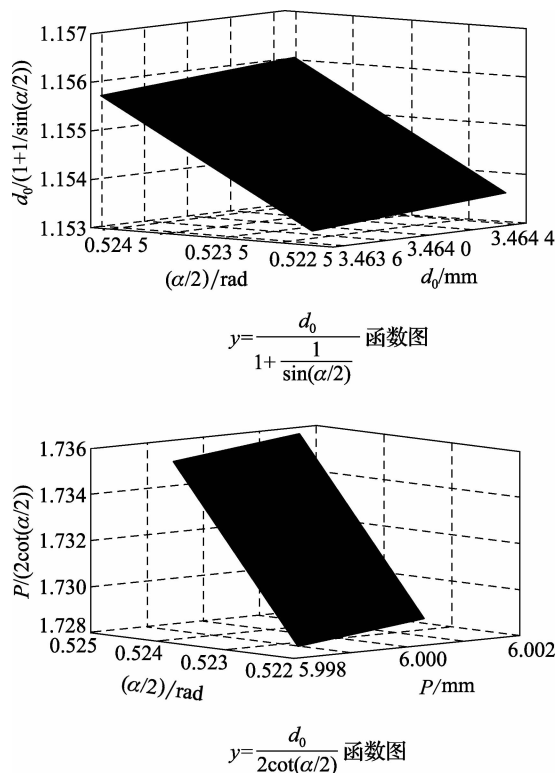 1.157
1.156
1.155
1.154
1.153
d₀/(1+1/sin(α/2))
0.524 5
0.523 5
0.522 5
(α/2)/rad
3.463 6
3.464 0
3.464 4
d₀/mm
y=d₀/(1+1/sin(α/2)) 函数图
1.736
1.734
1.732
1.730
1.728
P/(2cot(α/2))
0.525
0.524
0.523
0.522
(α/2)/rad
5.998
6.000
6.002
P/mm
y=d₀/2cot(α/2) 函数图